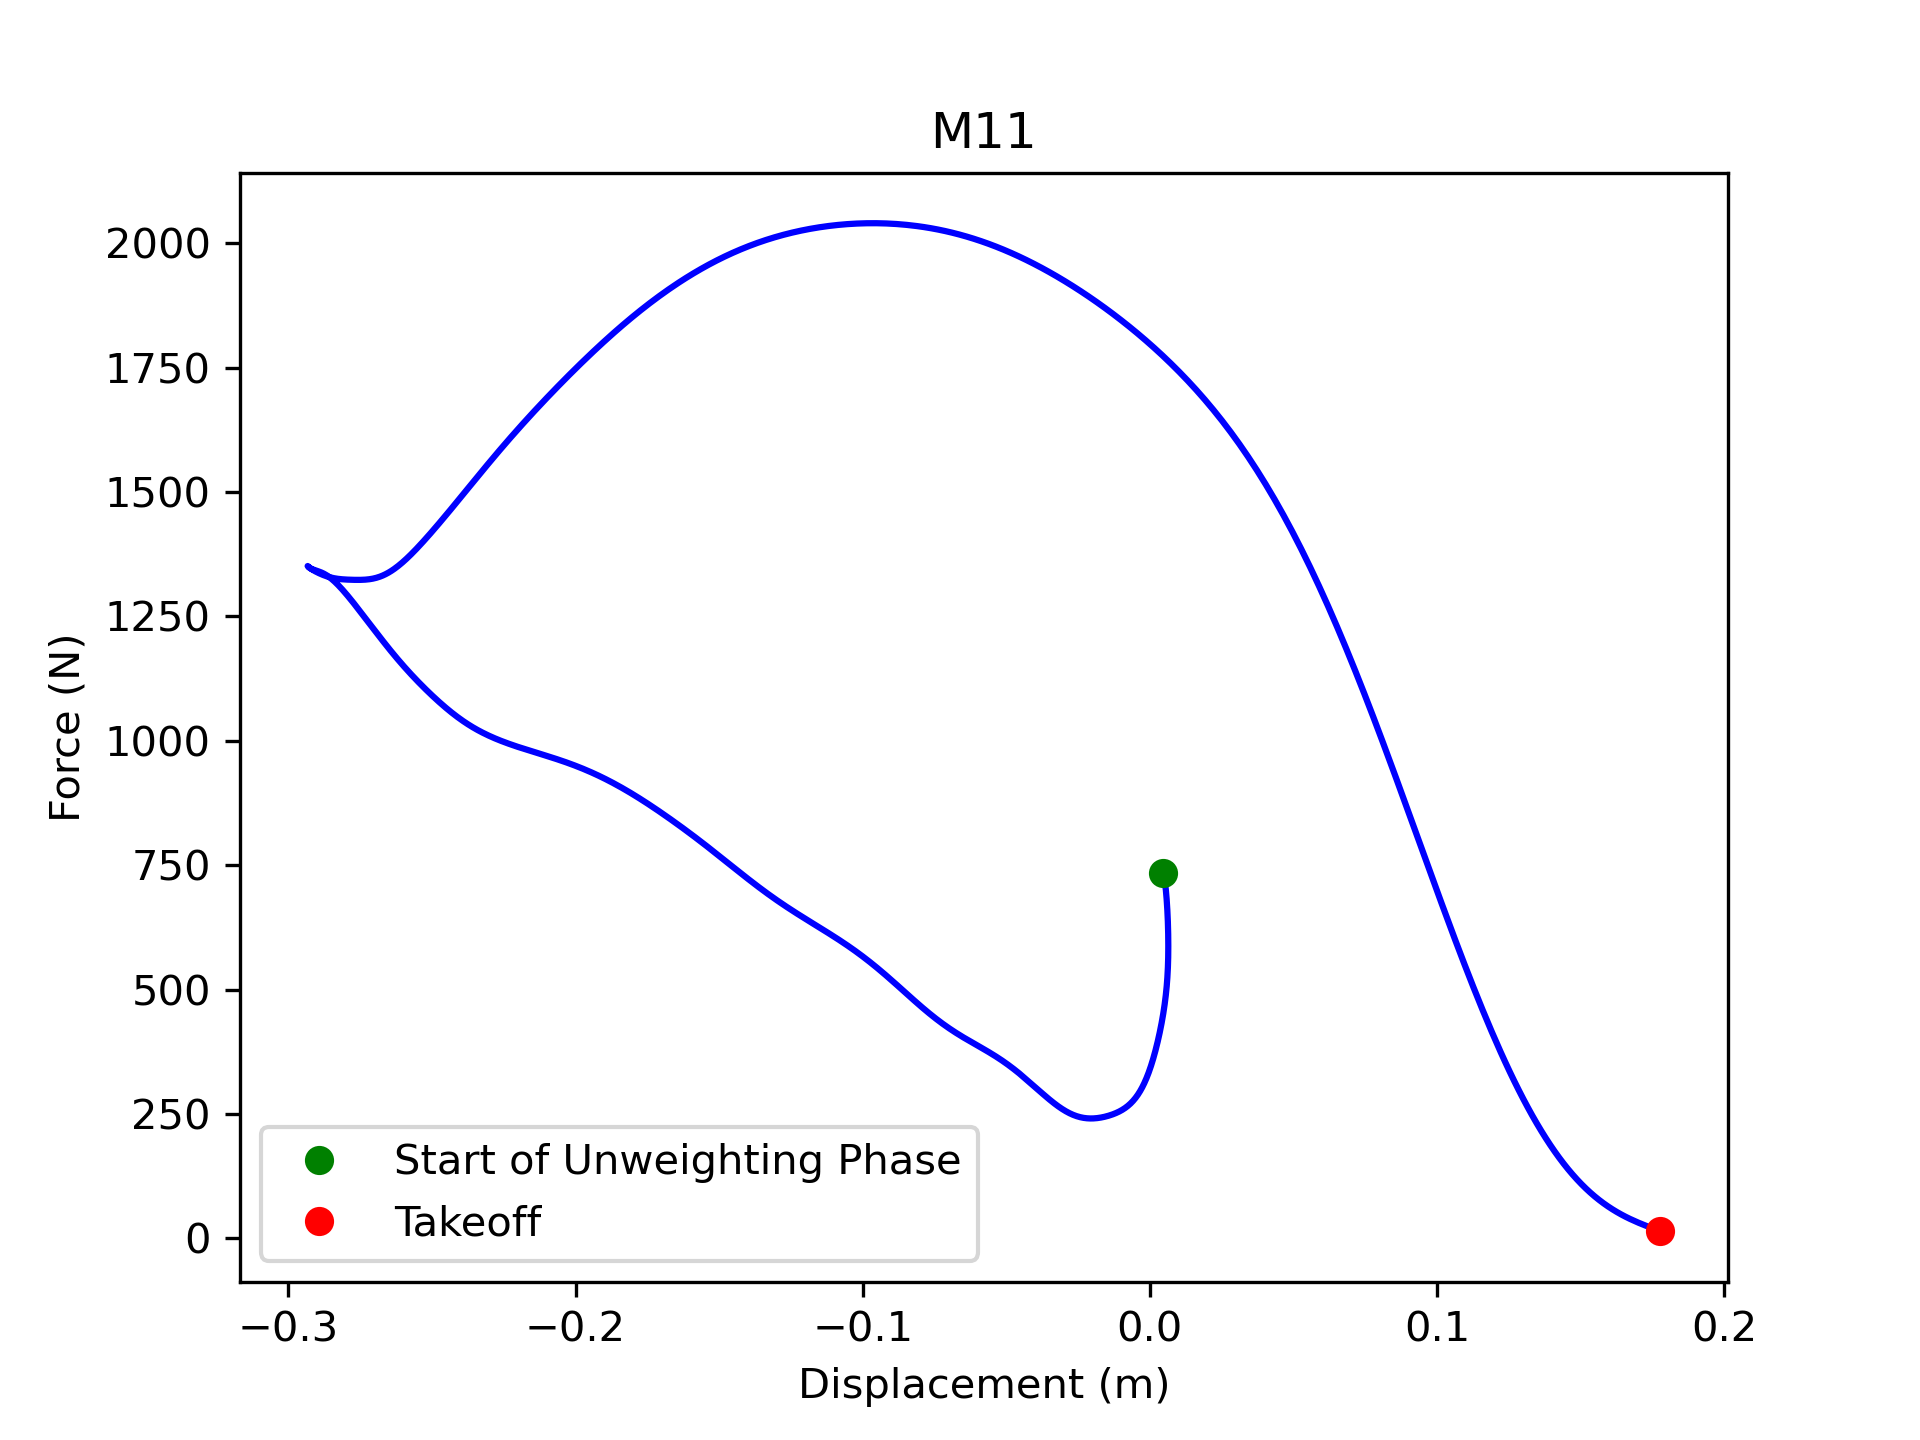 M11
2000
1750
1500
1250
1000
750
500
250
0
Force (N)
Start of Unweighting Phase
Takeoff
−0.3 −0.2 −0.1 0.0 0.1 0.2
Displacement (m)